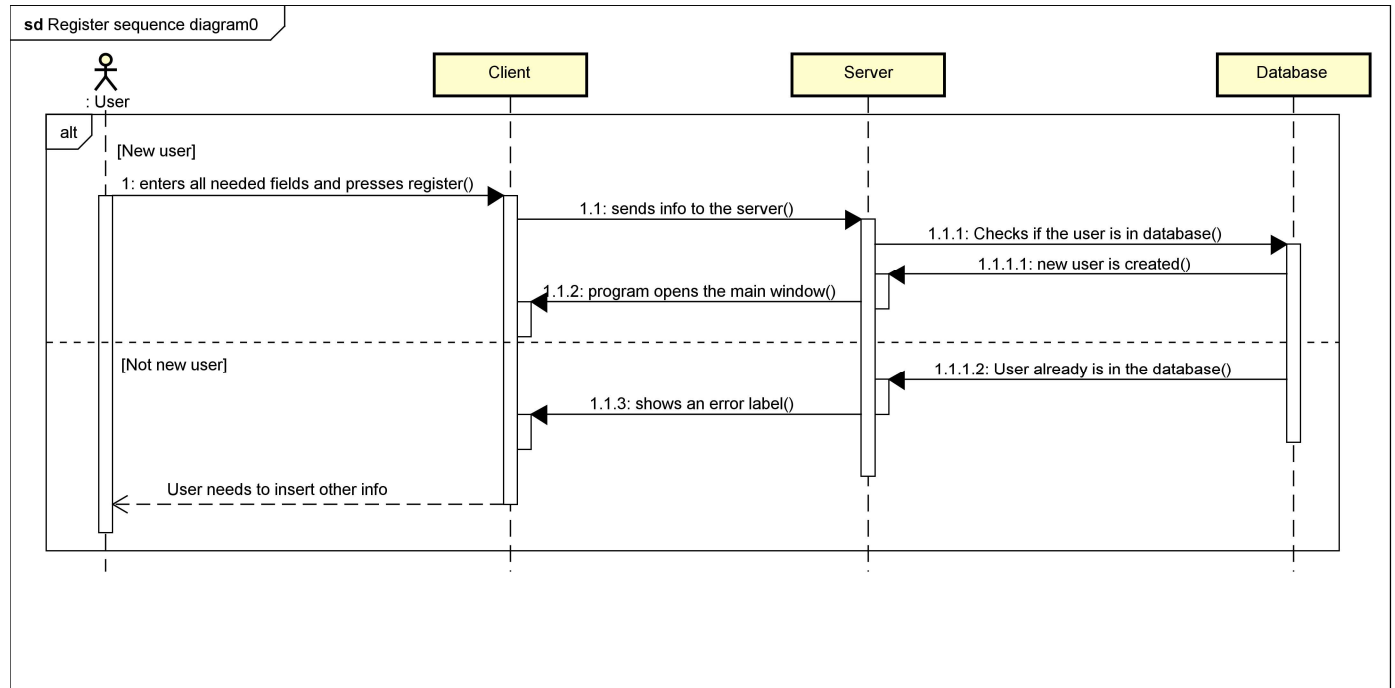 sd Register sequence diagram0
: User
Client
Server
Database
alt
[New user]
1: enters all needed fields and presses register()
1.1: sends info to the server()
1.1.1: Checks if the user is in database()
1.1.1.1: new user is created()
1.1.2: program opens the main window()
[Not new user]
1.1.1.2: User already is in the database()
1.1.3: shows an error label()
User needs to insert other info